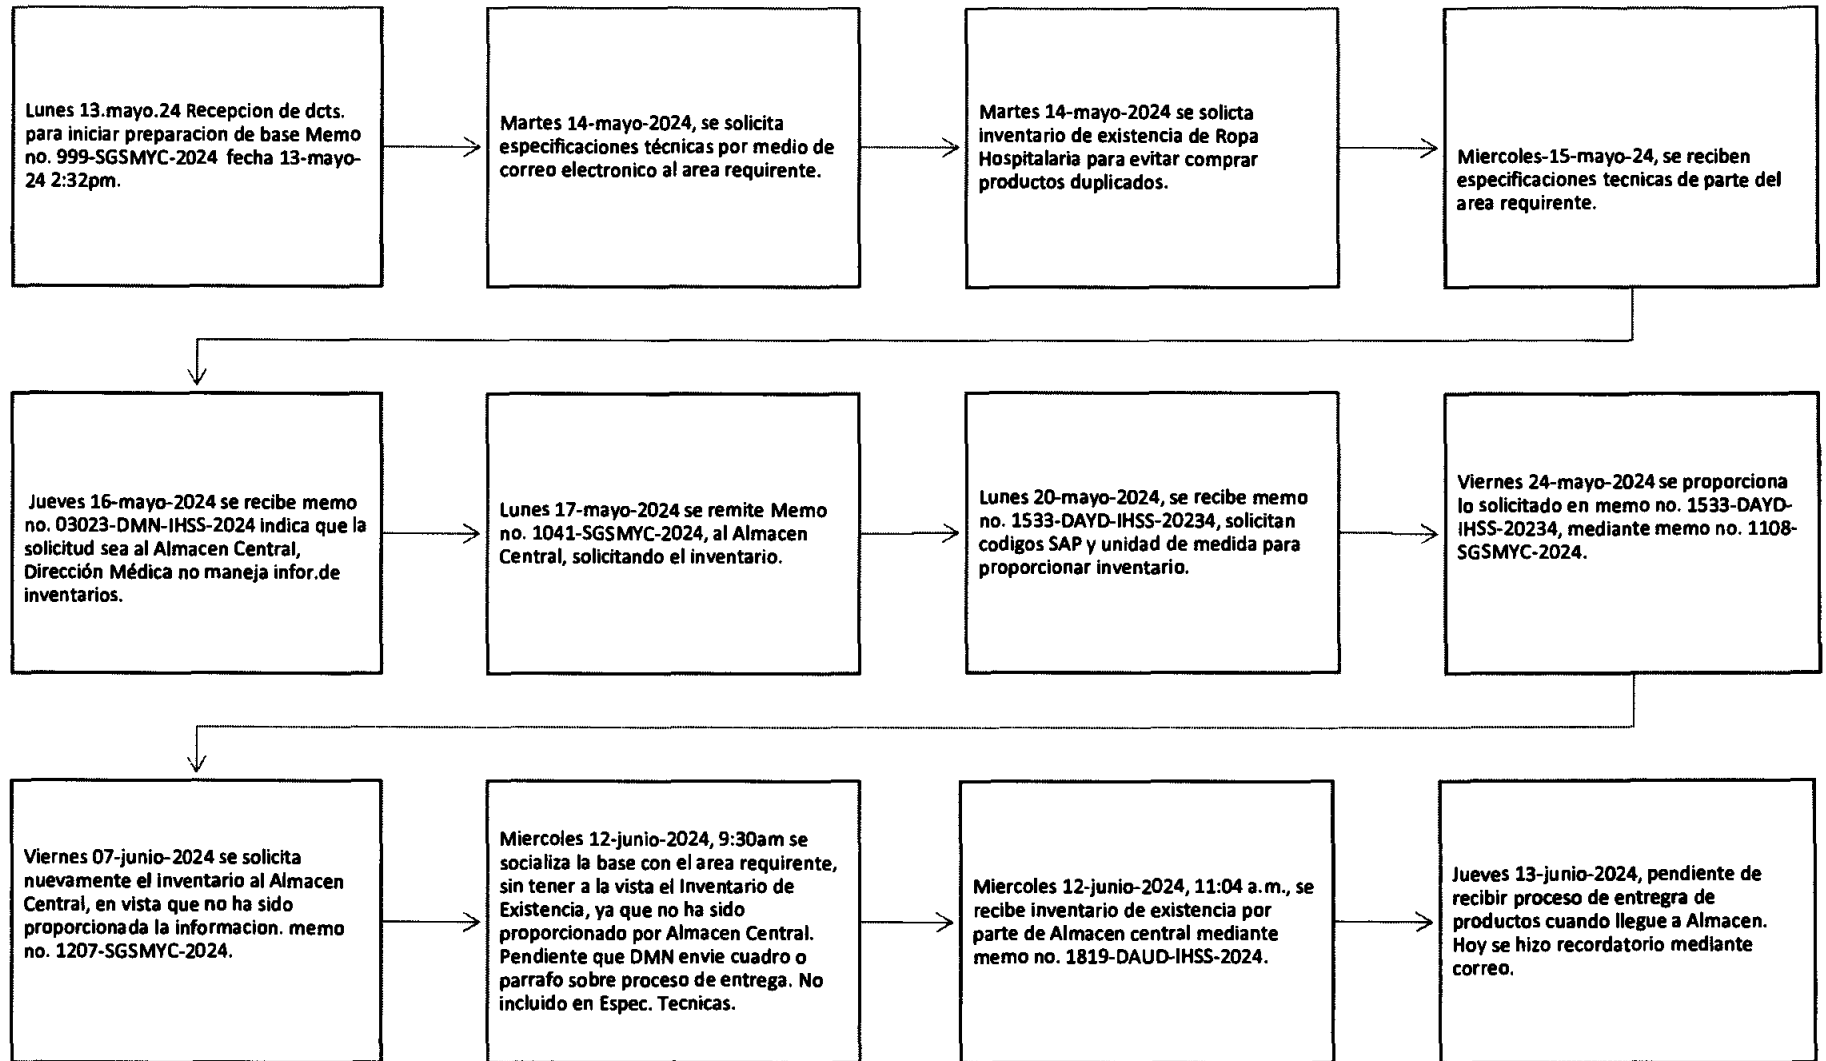 Lunes 13.mayo.24 Recepcion de dcts.
para iniciar preparacion de base Memo
no. 999-SGSMYC-2024 fecha 13-mayo-
24 2:32pm.
Martes 14-mayo-2024, se solicita
especificaciones técnicas por medio de
correo electronico al area requirente.
Martes 14-mayo-2024 se solicta
inventario de existencia de Ropa
Hospitalaria para evitar comprar
productos duplicados.
Miercoles-15-mayo-24, se reciben
especificaciones tecnicas de parte del
area requirente.
Jueves 16-mayo-2024 se recibe memo
no. 03023-DMN-IHSS-2024 indica que la
solicitud sea al Almacen Central,
Dirección Médica no maneja infor.de
inventarios.
Lunes 17-mayo-2024 se remite Memo
no. 1041-SGSMYC-2024, al Almacen
Central, solicitando el inventario.
Lunes 20-mayo-2024, se recibe memo
no. 1533-DAYD-IHSS-20234, solicitan
codigos SAP y unidad de medida para
proporcionar inventario.
Viernes 24-mayo-2024 se proporciona
lo solicitado en memo no. 1533-DAYD-
IHSS-20234, mediante memo no. 1108-
SGSMYC-2024.
Viernes 07-junio-2024 se solicita
nuevamente el inventario al Almacen
Central, en vista que no ha sido
proporcionada la informacion. memo
no. 1207-SGSMYC-2024.
Miercoles 12-junio-2024, 9:30am se
socializa la base con el area requirente,
sin tener a la vista el Inventario de
Existencia, ya que no ha sido
proporcionado por Almacen Central.
Pendiente que DMN envie cuadro o
parrafo sobre proceso de entrega. No
incluido en Espec. Tecnicas.
Miercoles 12-junio-2024, 11:04 a.m., se
recibe inventario de existencia por
parte de Almacen central mediante
memo no. 1819-DAUD-IHSS-2024.
Jueves 13-junio-2024, pendiente de
recibir proceso de entregra de
productos cuando llegue a Almacen.
Hoy se hizo recordatorio mediante
correo.